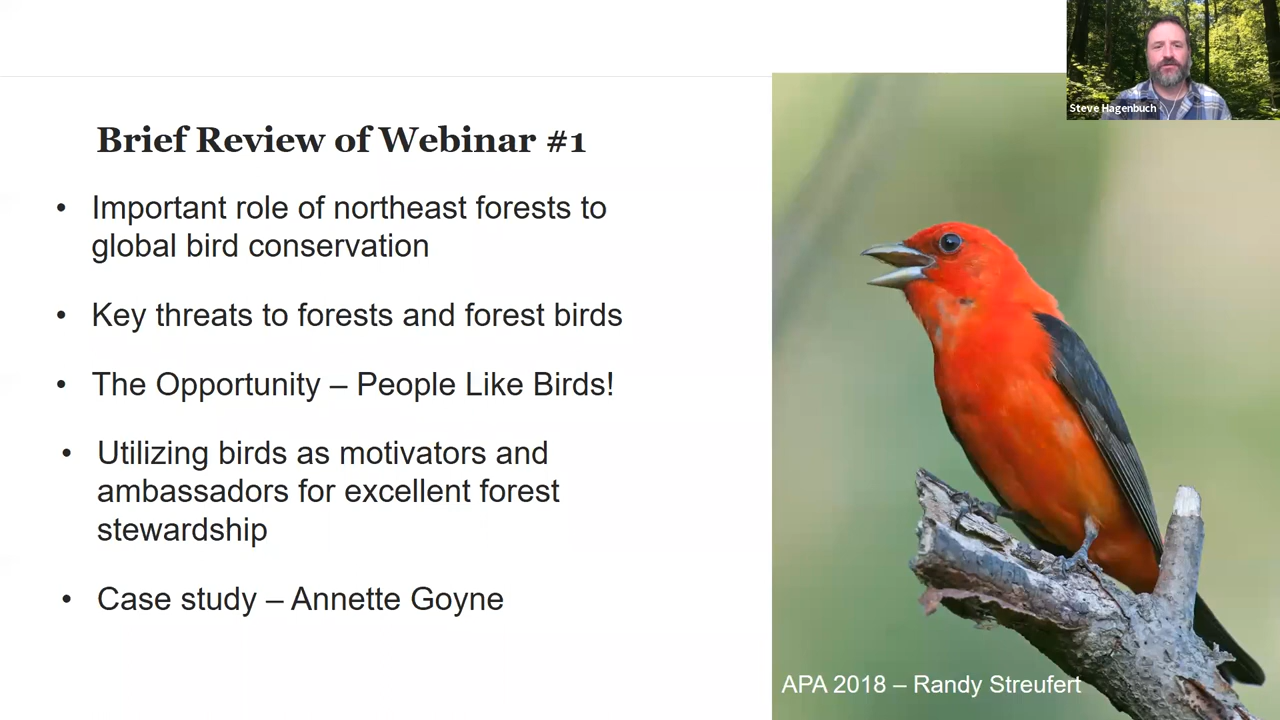 Steve Hagenbuch
Brief Review of Webinar #1
• Important role of northeast forests to
global bird conservation
• Key threats to forests and forest birds
• The Opportunity – People Like Birds!
• Utilizing birds as motivators and
ambassadors for excellent forest
stewardship
• Case study – Annette Goyne
APA 2018 – Randy Streufert